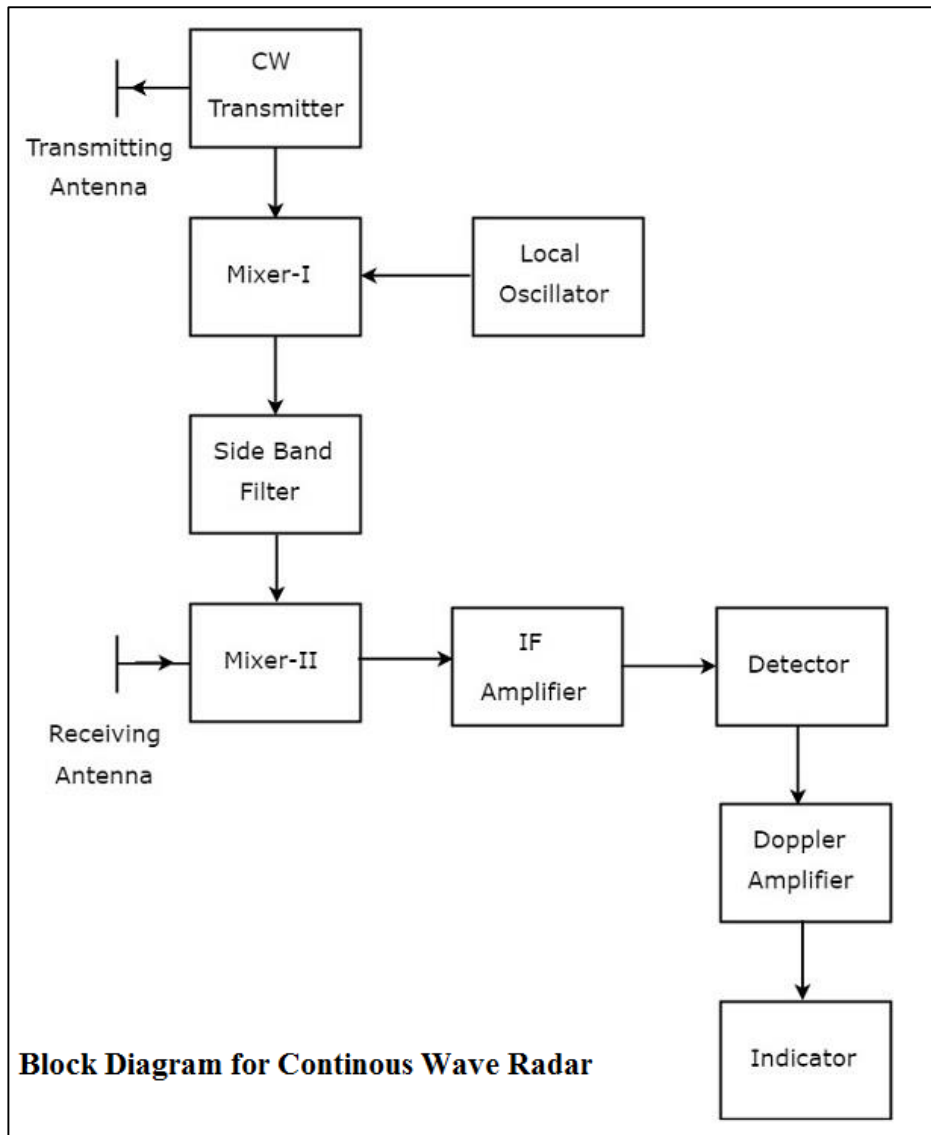 CW
Transmitter
Transmitting
Antenna
Mixer-I
Local
Oscillator
Side Band
Filter
Mixer-II
IF
Amplifier
Detector
Receiving
Antenna
Doppler
Amplifier
Indicator
Block Diagram for Continous Wave Radar